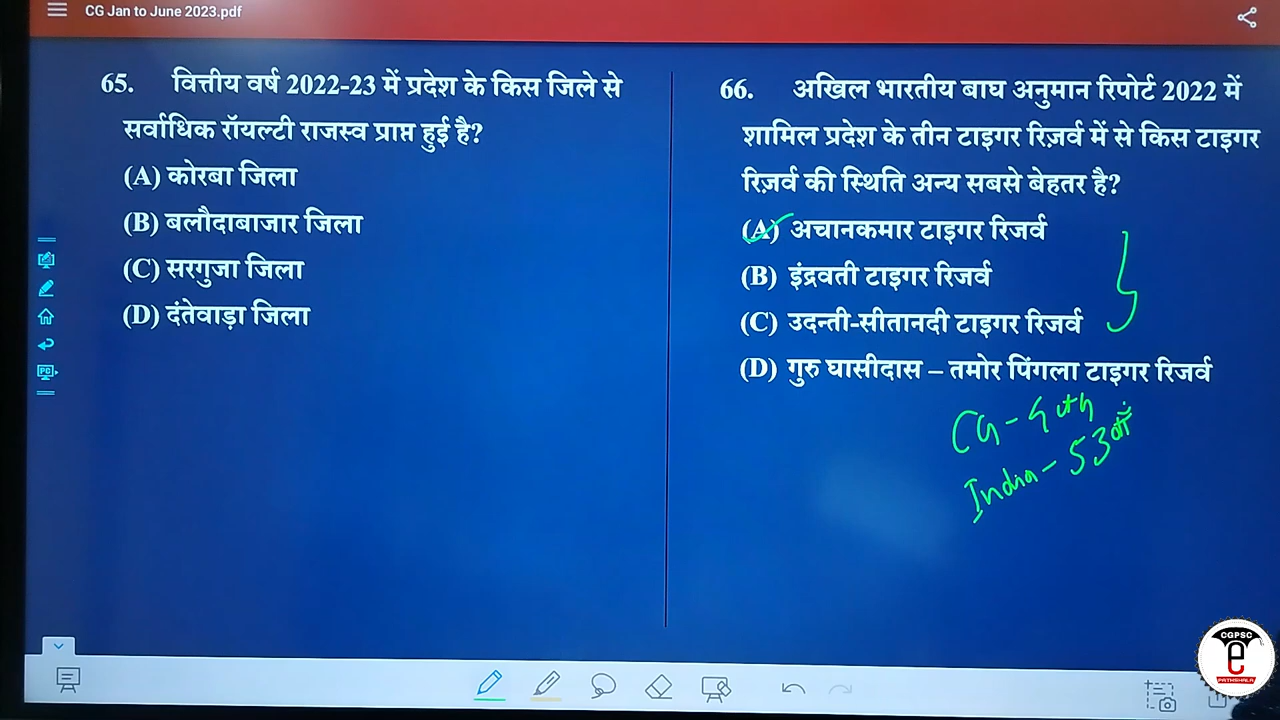 CG Jan to June 2023.pdf
65. वित्तीय वर्ष 2022-23 में प्रदेश के किस जिले से
सर्वाधिक रॉयल्टी राजस्व प्राप्त हुई है?
(A) कोरबा जिला
(B) बलौदाबाजार जिला
(C) सरगुजा जिला
(D) दंतेवाड़ा जिला
66. अखिल भारतीय बाघ अनुमान रिपोर्ट 2022 में
शामिल प्रदेश के तीन टाइगर रिज़र्व में से किस टाइगर
रिज़र्व की स्थिति अन्य सबसे बेहतर है?
(A) अचानकमार टाइगर रिजर्व
(B) इंद्रवती टाइगर रिजर्व
(C) उदन्ती-सीतानदी टाइगर रिजर्व
(D) गुरु घासीदास – तमोर पिंगला टाइगर रिजर्व
CG - 4th
India - 53वाँ
PC
CGPSC
e
PATHSHALA